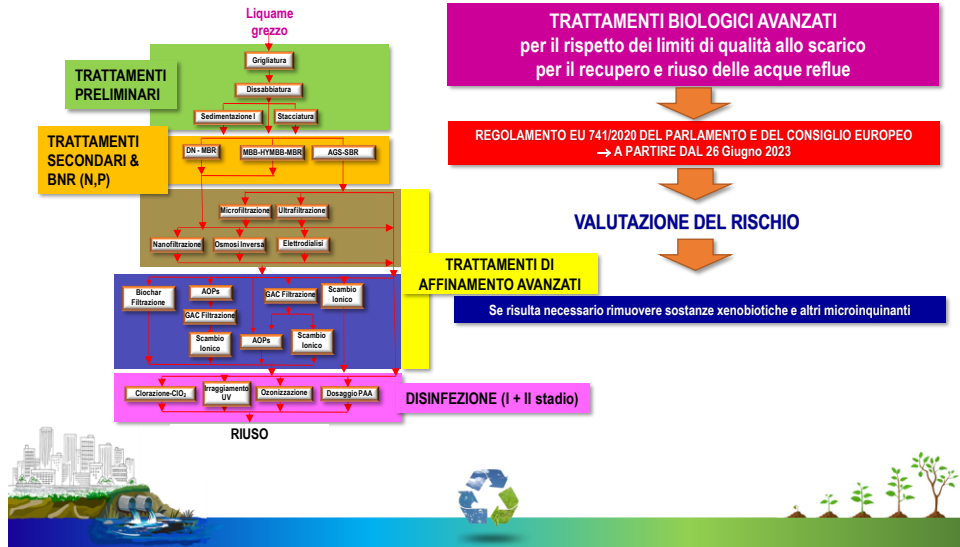 Liquame
grezzo
TRATTAMENTI
PRELIMINARI
Grigliatura
Dissabbiatura
Sedimentazione I
Stacciatura
TRATTAMENTI
SECONDARI &
BNR (N,P)
DN - MBR
MBB-HYMBB-MBR
AGS-SBR
Microfiltrazione
Ultrafiltrazione
Nanofiltrazione
Osmosi Inversa
Elettrodialisi
TRATTAMENTI DI
AFFINAMENTO AVANZATI
Biochar
Filtrazione
AOPs
GAC Filtrazione
Scambio
Ionico
GAC Filtrazione
Scambio
Ionico
AOPs
Scambio
Ionico
Clorazione-ClO₂
Irraggiamento
UV
Ozonizzazione
Dosaggio PAA
DISINFEZIONE (I + II stadio)
RIUSO
TRATTAMENTI BIOLOGICI AVANZATI
per il rispetto dei limiti di qualità allo scarico
per il recupero e riuso delle acque reflue
REGOLAMENTO EU 741/2020 DEL PARLAMENTO E DEL CONSIGLIO EUROPEO
→ A PARTIRE DAL 26 Giugno 2023
VALUTAZIONE DEL RISCHIO
Se risulta necessario rimuovere sostanze xenobiotiche e altri microinquinanti